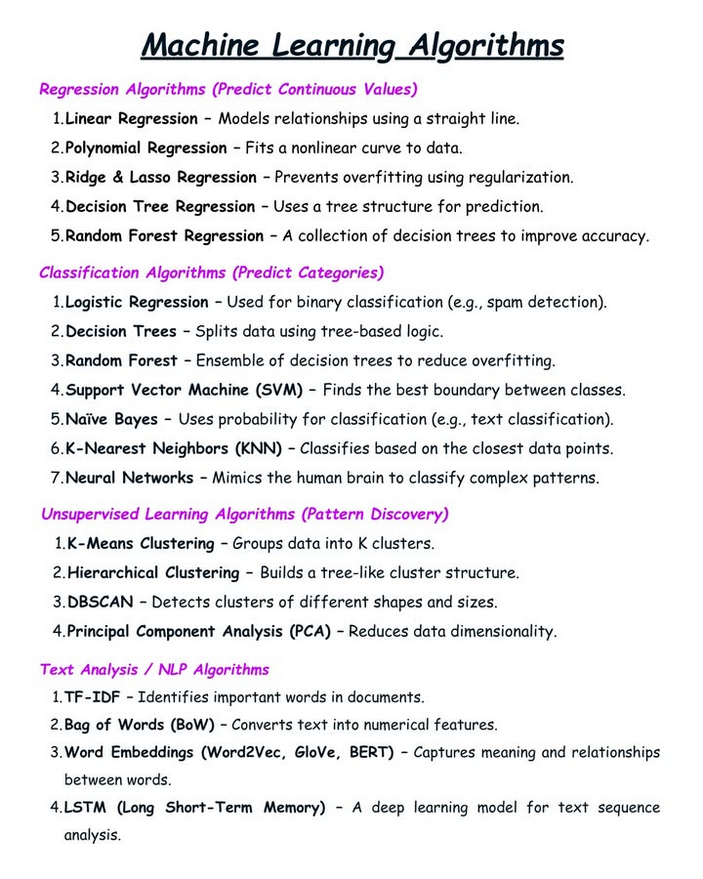 Machine Learning Algorithms
Regression Algorithms (Predict Continuous Values)
1.Linear Regression – Models relationships using a straight line.
2.Polynomial Regression – Fits a nonlinear curve to data.
3.Ridge & Lasso Regression – Prevents overfitting using regularization.
4.Decision Tree Regression – Uses a tree structure for prediction.
5.Random Forest Regression – A collection of decision trees to improve accuracy.
Classification Algorithms (Predict Categories)
1.Logistic Regression – Used for binary classification (e.g., spam detection).
2.Decision Trees – Splits data using tree-based logic.
3.Random Forest – Ensemble of decision trees to reduce overfitting.
4.Support Vector Machine (SVM) – Finds the best boundary between classes.
5.Naïve Bayes – Uses probability for classification (e.g., text classification).
6.K-Nearest Neighbors (KNN) – Classifies based on the closest data points.
7.Neural Networks – Mimics the human brain to classify complex patterns.
Unsupervised Learning Algorithms (Pattern Discovery)
1.K-Means Clustering – Groups data into K clusters.
2.Hierarchical Clustering – Builds a tree-like cluster structure.
3.DBSCAN – Detects clusters of different shapes and sizes.
4.Principal Component Analysis (PCA) – Reduces data dimensionality.
Text Analysis / NLP Algorithms
1.TF-IDF – Identifies important words in documents.
2.Bag of Words (BoW) – Converts text into numerical features.
3.Word Embeddings (Word2Vec, GloVe, BERT) – Captures meaning and relationships
between words.
4.LSTM (Long Short-Term Memory) – A deep learning model for text sequence
analysis.